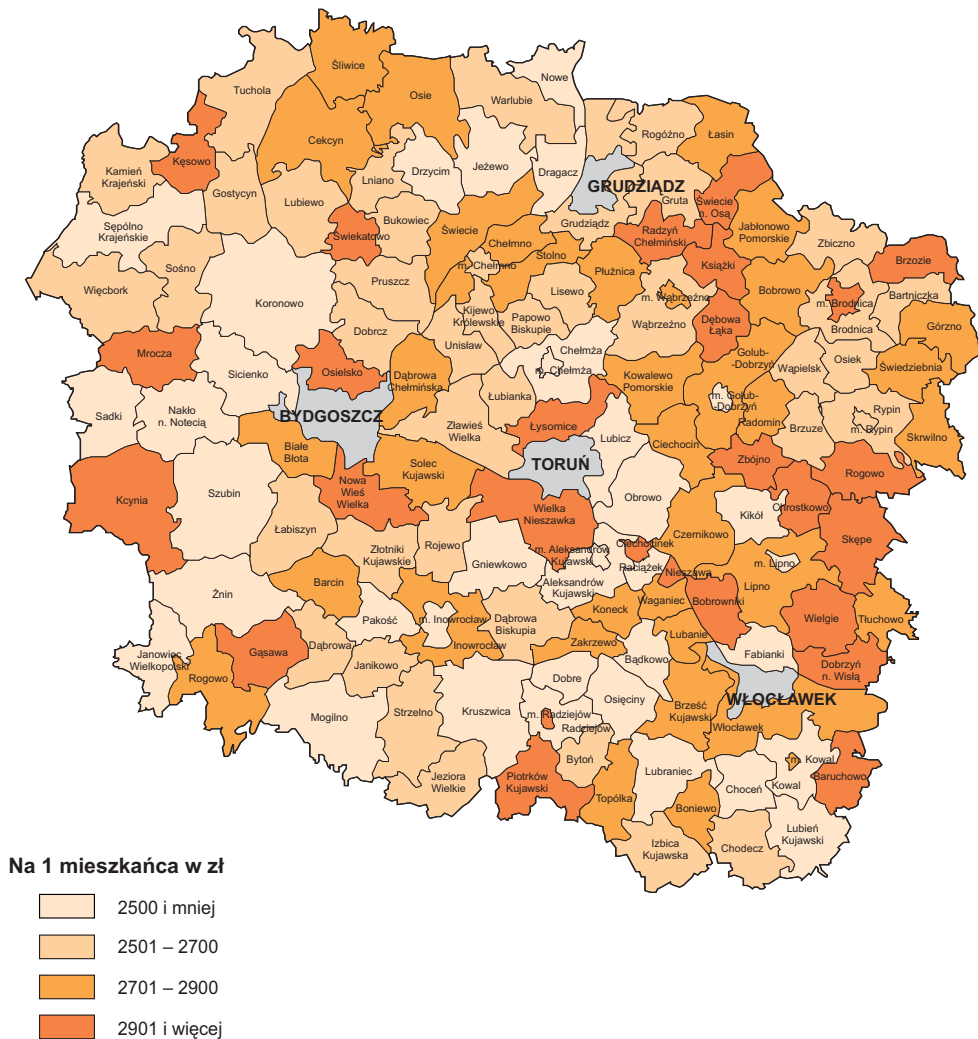 Nowe
Śliwice
Tuchola
Osie
Warlubie
Rogóźno
Łasin
Cekcyn
Kęsowo
Kamień
Krajeński
Gostycyn
Lubiewo
Lniano
Drzycim
Jeżewo
Dragacz
GRUDZIĄDZ
Gruta
Świecie
n. Osą
Sępólno
Krajeńskie
Świekatowo
Bukowiec
Świecie
Chełmno
Grudziądz
Radzyń
Chełmiński
Jabłonowo
Pomorskie
Zbiczno
Brzozie
Sośno
Więcbork
Koronowo
Pruszcz
m. Chełmno
Stolno
Płużnica
Książki
Lisewo
m. Wąbrzeźno
Bobrowo
m. Brodnica
Bartniczka
Kijewo
Królewskie
Papowo
Biskupie
Wąbrzeźno
Dębowa
Łąka
Brodnica
Górzno
Dobrcz
Unisław
Mrocza
Sicienko
Osielsko
Dąbrowa
Chełmińska
Chełmża
m. Chełmża
Kowalewo
Pomorskie
Golub-
-Dobrzyń
Wąpielsk
Osiek
Świedziebnia
Sadki
Nakło
n. Notecią
BYDGOSZCZ
Łubianka
m. Golub-
-Dobrzyń
Radomin
Brzuze
Rypin
m. Rypin
Skrwilno
Białe
Błota
Zławieś
Wielka
Łysomice
Lubicz
Ciechocin
Solec
Kujawski
TORUŃ
Zbójno
Rogowo
Kcynia
Szubin
Nowa
Wieś
Wielka
Wielka
Nieszawka
Obrowo
Kikół
Chrostkowo
Łabiszyn
Złotniki
Kujawskie
Rojewo
Gniewkowo
m. Aleksandrów
Kujawski
Ciechocinek
Raciążek
Czernikowo
Skępe
Nieszawa
m. Lipno
Lipno
Żnin
Barcin
Pakość
m. Inowrocław
Inowrocław
Dąbrowa
Biskupia
Aleksandrów
Kujawski
Koneck
Waganiec
Bobrowniki
Wielgie
Tłuchowo
Janowiec
Wielkopolski
Rogowo
Gąsawa
Dąbrowa
Janikowo
Zakrzewo
Bądkowo
Lubanie
Fabianki
Dobrzyń
n. Wisłą
Mogilno
Strzelno
Kruszwica
Dobre
Osięciny
m. Radziejów
Radziejów
Brześć
Kujawski
WŁOCŁAWEK
Włocławek
m. Kowal
Kowal
Baruchowo
Jeziora
Wielkie
Piotrków
Kujawski
Bytoń
Topólka
Lubraniec
Boniewo
Choceń
Izbica
Kujawska
Chodecz
Lubień
Kujawski
Na 1 mieszkańca w zł
2500 i mniej
2501 – 2700
2701 – 2900
2901 i więcej